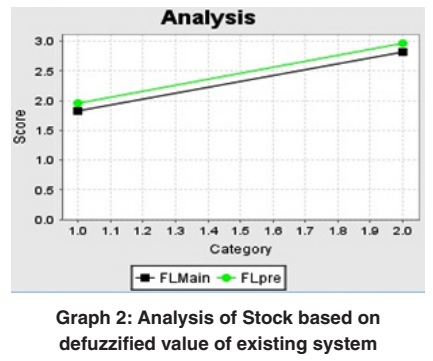 Analysis
3.0
2.5
2.0
1.5
1.0
0.5
0.0
Score
1.0 1.1 1.2 1.3 1.4 1.5 1.6 1.7 1.8 1.9 2.0
Category
FLMain FLpre
Graph 2: Analysis of Stock based on
defuzzified value of existing system